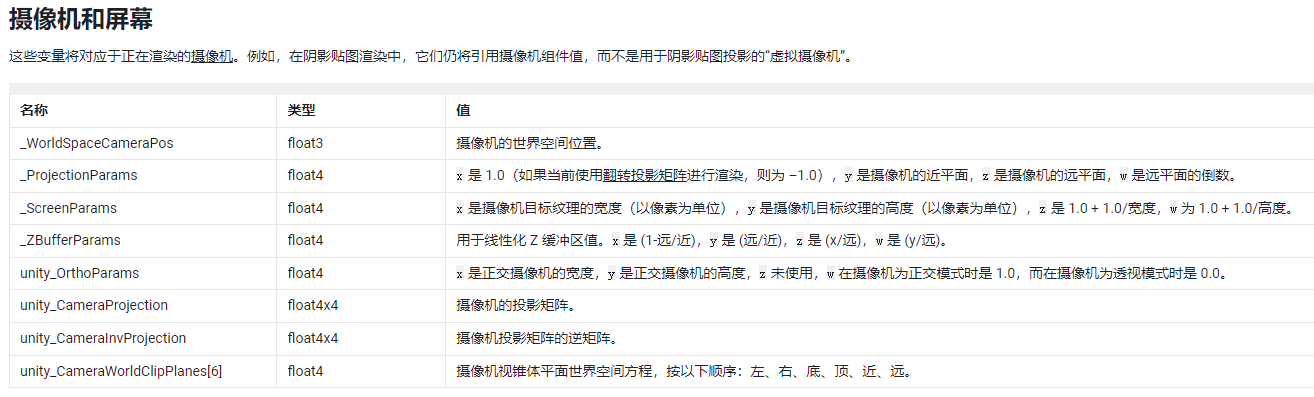 摄像机和屏幕
这些变量将对应于正在渲染的摄像机。例如，在阴影贴图渲染中，它们仍将引用摄像机组件值，而不是用于阴影贴图投影的“虚拟摄像机”。
名称 类型 值
_WorldSpaceCameraPos float3 摄像机的世界空间位置。
_ProjectionParams float4 x 是 1.0（如果当前使用翻转投影矩阵进行渲染，则为 –1.0），y 是摄像机的近平面，z 是摄像机的远平面，w 是远平面的倒数。
_ScreenParams float4 x 是摄像机目标纹理的宽度（以像素为单位），y 是摄像机目标纹理的高度（以像素为单位），z 是 1.0 + 1.0/宽度，w 为 1.0 + 1.0/高度。
_ZBufferParams float4 用于线性化 Z 缓冲区值。x 是 (1-远/近)，y 是 (远/近)，z 是 (x/远)，w 是 (y/远)。
unity_OrthoParams float4 x 是正交摄像机的宽度，y 是正交摄像机的高度，z 未使用，w 在摄像机为正交模式时是 1.0，而在摄像机为透视模式时是 0.0。
unity_CameraProjection float4x4 摄像机的投影矩阵。
unity_CameraInvProjection float4x4 摄像机投影矩阵的逆矩阵。
unity_CameraWorldClipPlanes[6] float4 摄像机视锥体平面世界空间方程，按以下顺序：左、右、底、顶、近、远。